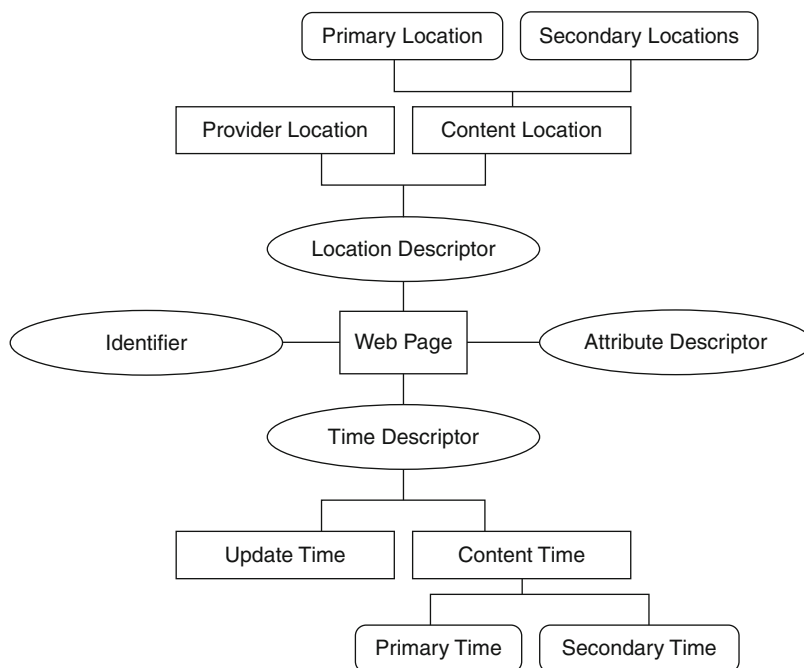 Primary Location
Secondary Locations
Provider Location
Content Location
Location Descriptor
Identifier
Web Page
Attribute Descriptor
Time Descriptor
Update Time
Content Time
Primary Time
Secondary Time